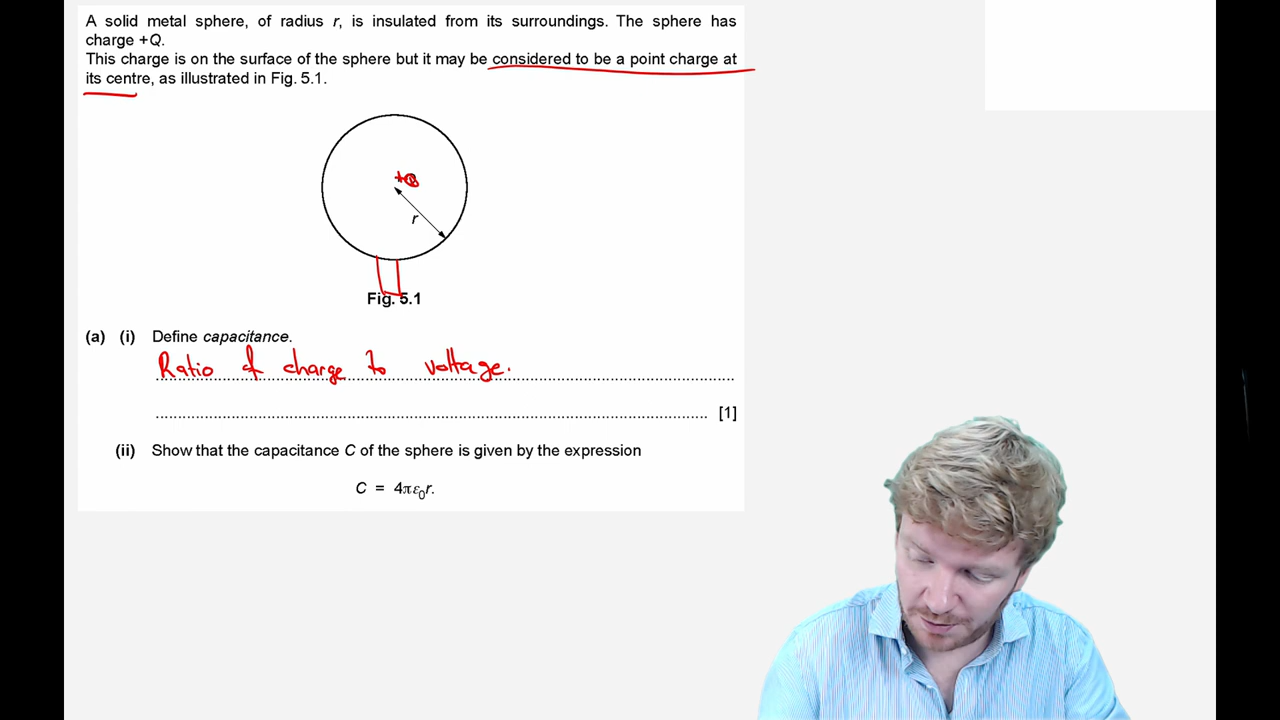 A solid metal sphere, of radius r, is insulated from its surroundings. The sphere has
charge +Q.
This charge is on the surface of the sphere but it may be considered to be a point charge at
its centre, as illustrated in Fig. 5.1.
+Q
r
Fig. 5.1
(a) (i) Define capacitance.
Ratio of charge to voltage.
[1]
(ii) Show that the capacitance C of the sphere is given by the expression
C = 4πε₀r.